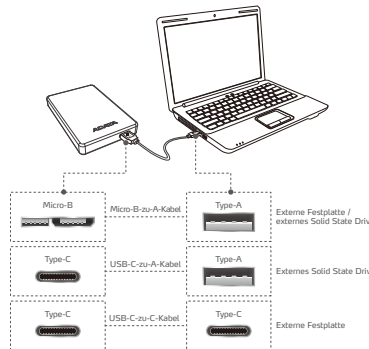 ADATA
Micro-B
Micro-B-zu-A-Kabel
Type-A
Externe Festplatte /
externes Solid State Driv
Type-C
USB-C-zu-A-Kabel
Type-A
Externes Solid State Driv
Type-C
USB-C-zu-C-Kabel
Type-C
Externe Festplatte